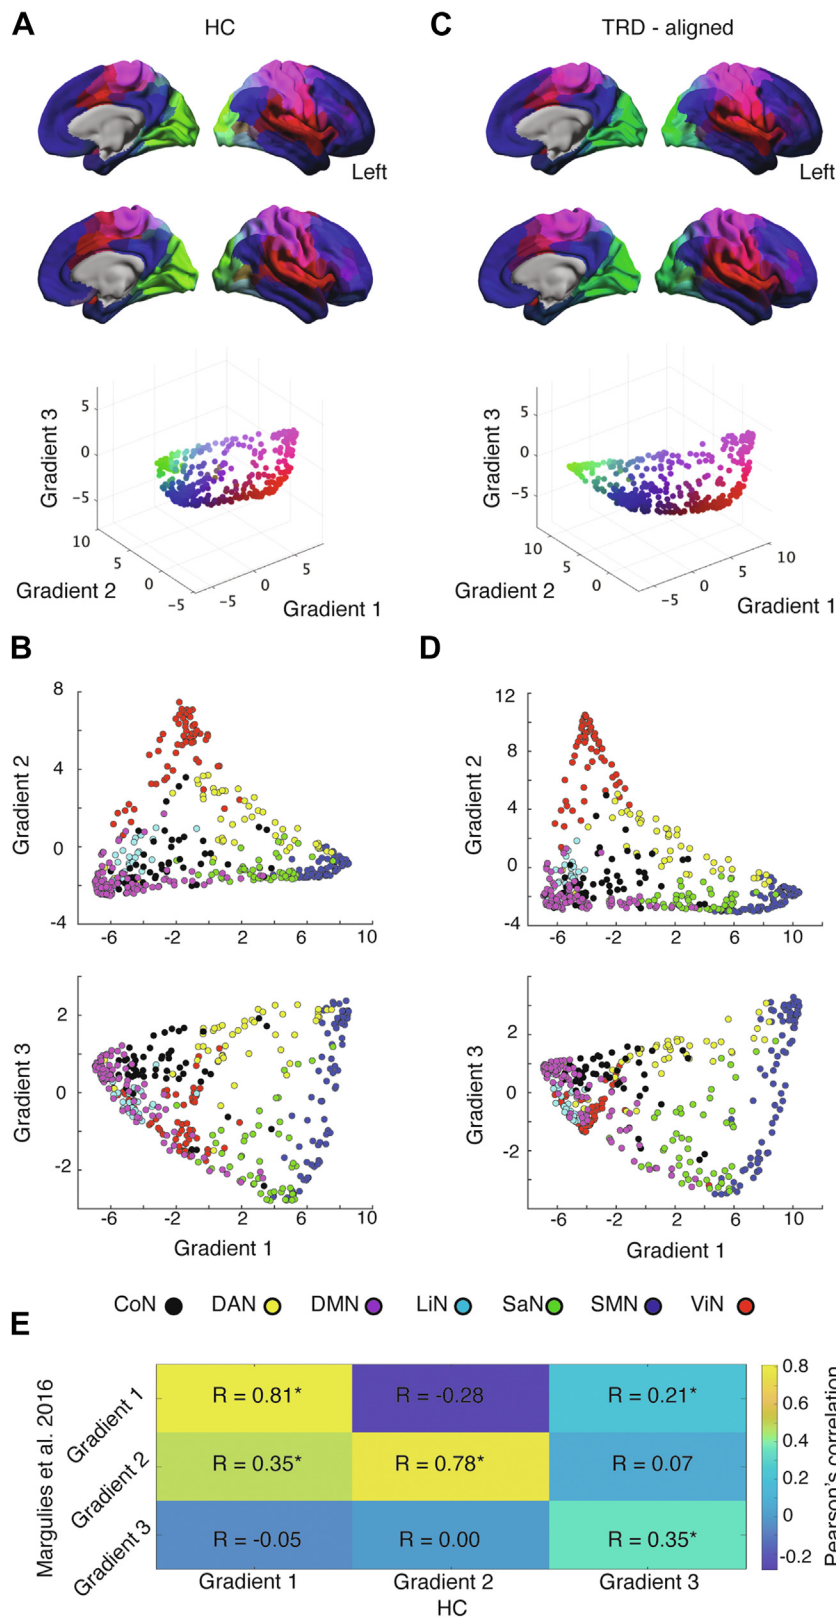 A HC C TRD - aligned
Left Left
Gradient 3 Gradient 3
5 5
0 0
-5 -5
10 10 10
5 5 5
0 5 0 5
-5 -5 0 -5 -5 0
Gradient 2 Gradient 1 Gradient 2 Gradient 1
B D
8 12
4 8
0 4
-4 0
-4
Gradient 2 Gradient 2
-6 -2 2 6 10 -6 -2 2 6 10
2 2
0 0
-2 -2
Gradient 3 Gradient 3
-6 -2 2 6 10 -6 -2 2 6 10
Gradient 1 Gradient 1
CoN DAN DMN LiN SaN SMN ViN
E
Margulies et al. 2016
Gradient 1 R = 0.81* R = -0.28 R = 0.21*
Gradient 2 R = 0.35* R = 0.78* R = 0.07
Gradient 3 R = -0.05 R = 0.00 R = 0.35*
Gradient 1 Gradient 2 Gradient 3
HC
0.8
0.6
0.4
0.2
0
-0.2
Pearson's correlation